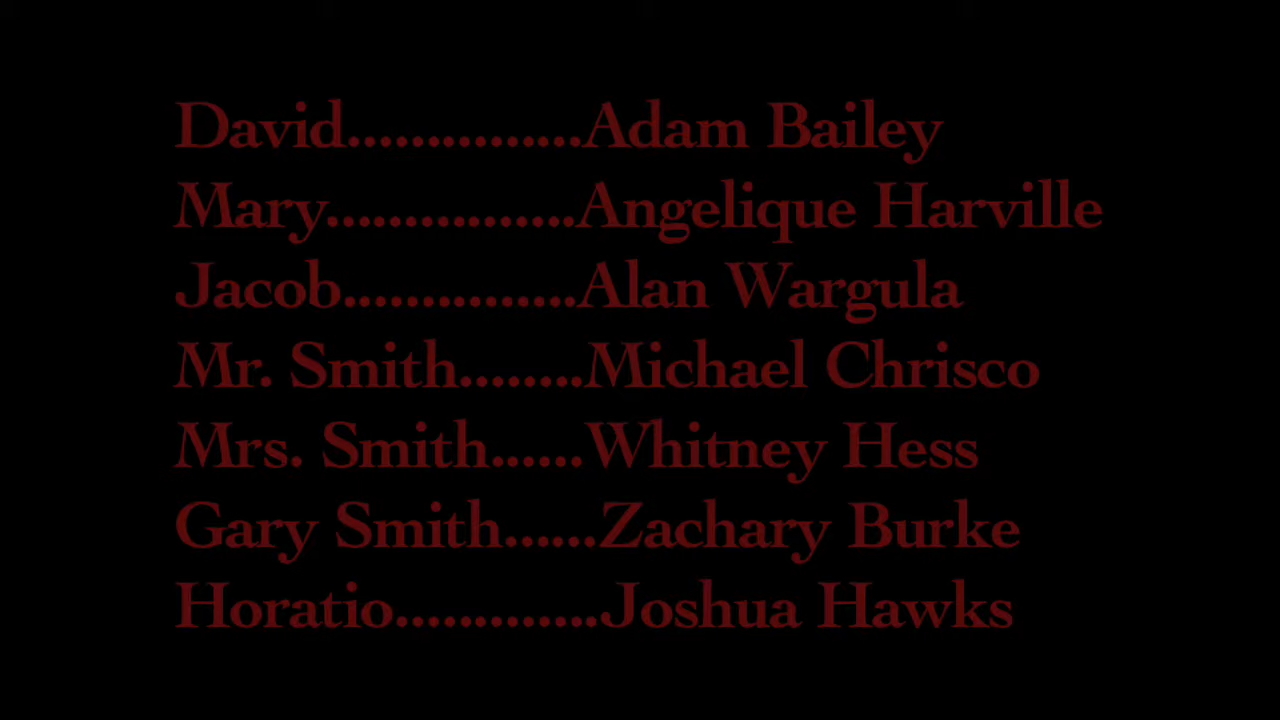 David...............Adam Bailey
Mary................Angelique Harville
Jacob...............Alan Wargula
Mr. Smith........Michael Chrisco
Mrs. Smith......Whitney Hess
Gary Smith......Zachary Burke
Horatio.............Joshua Hawks